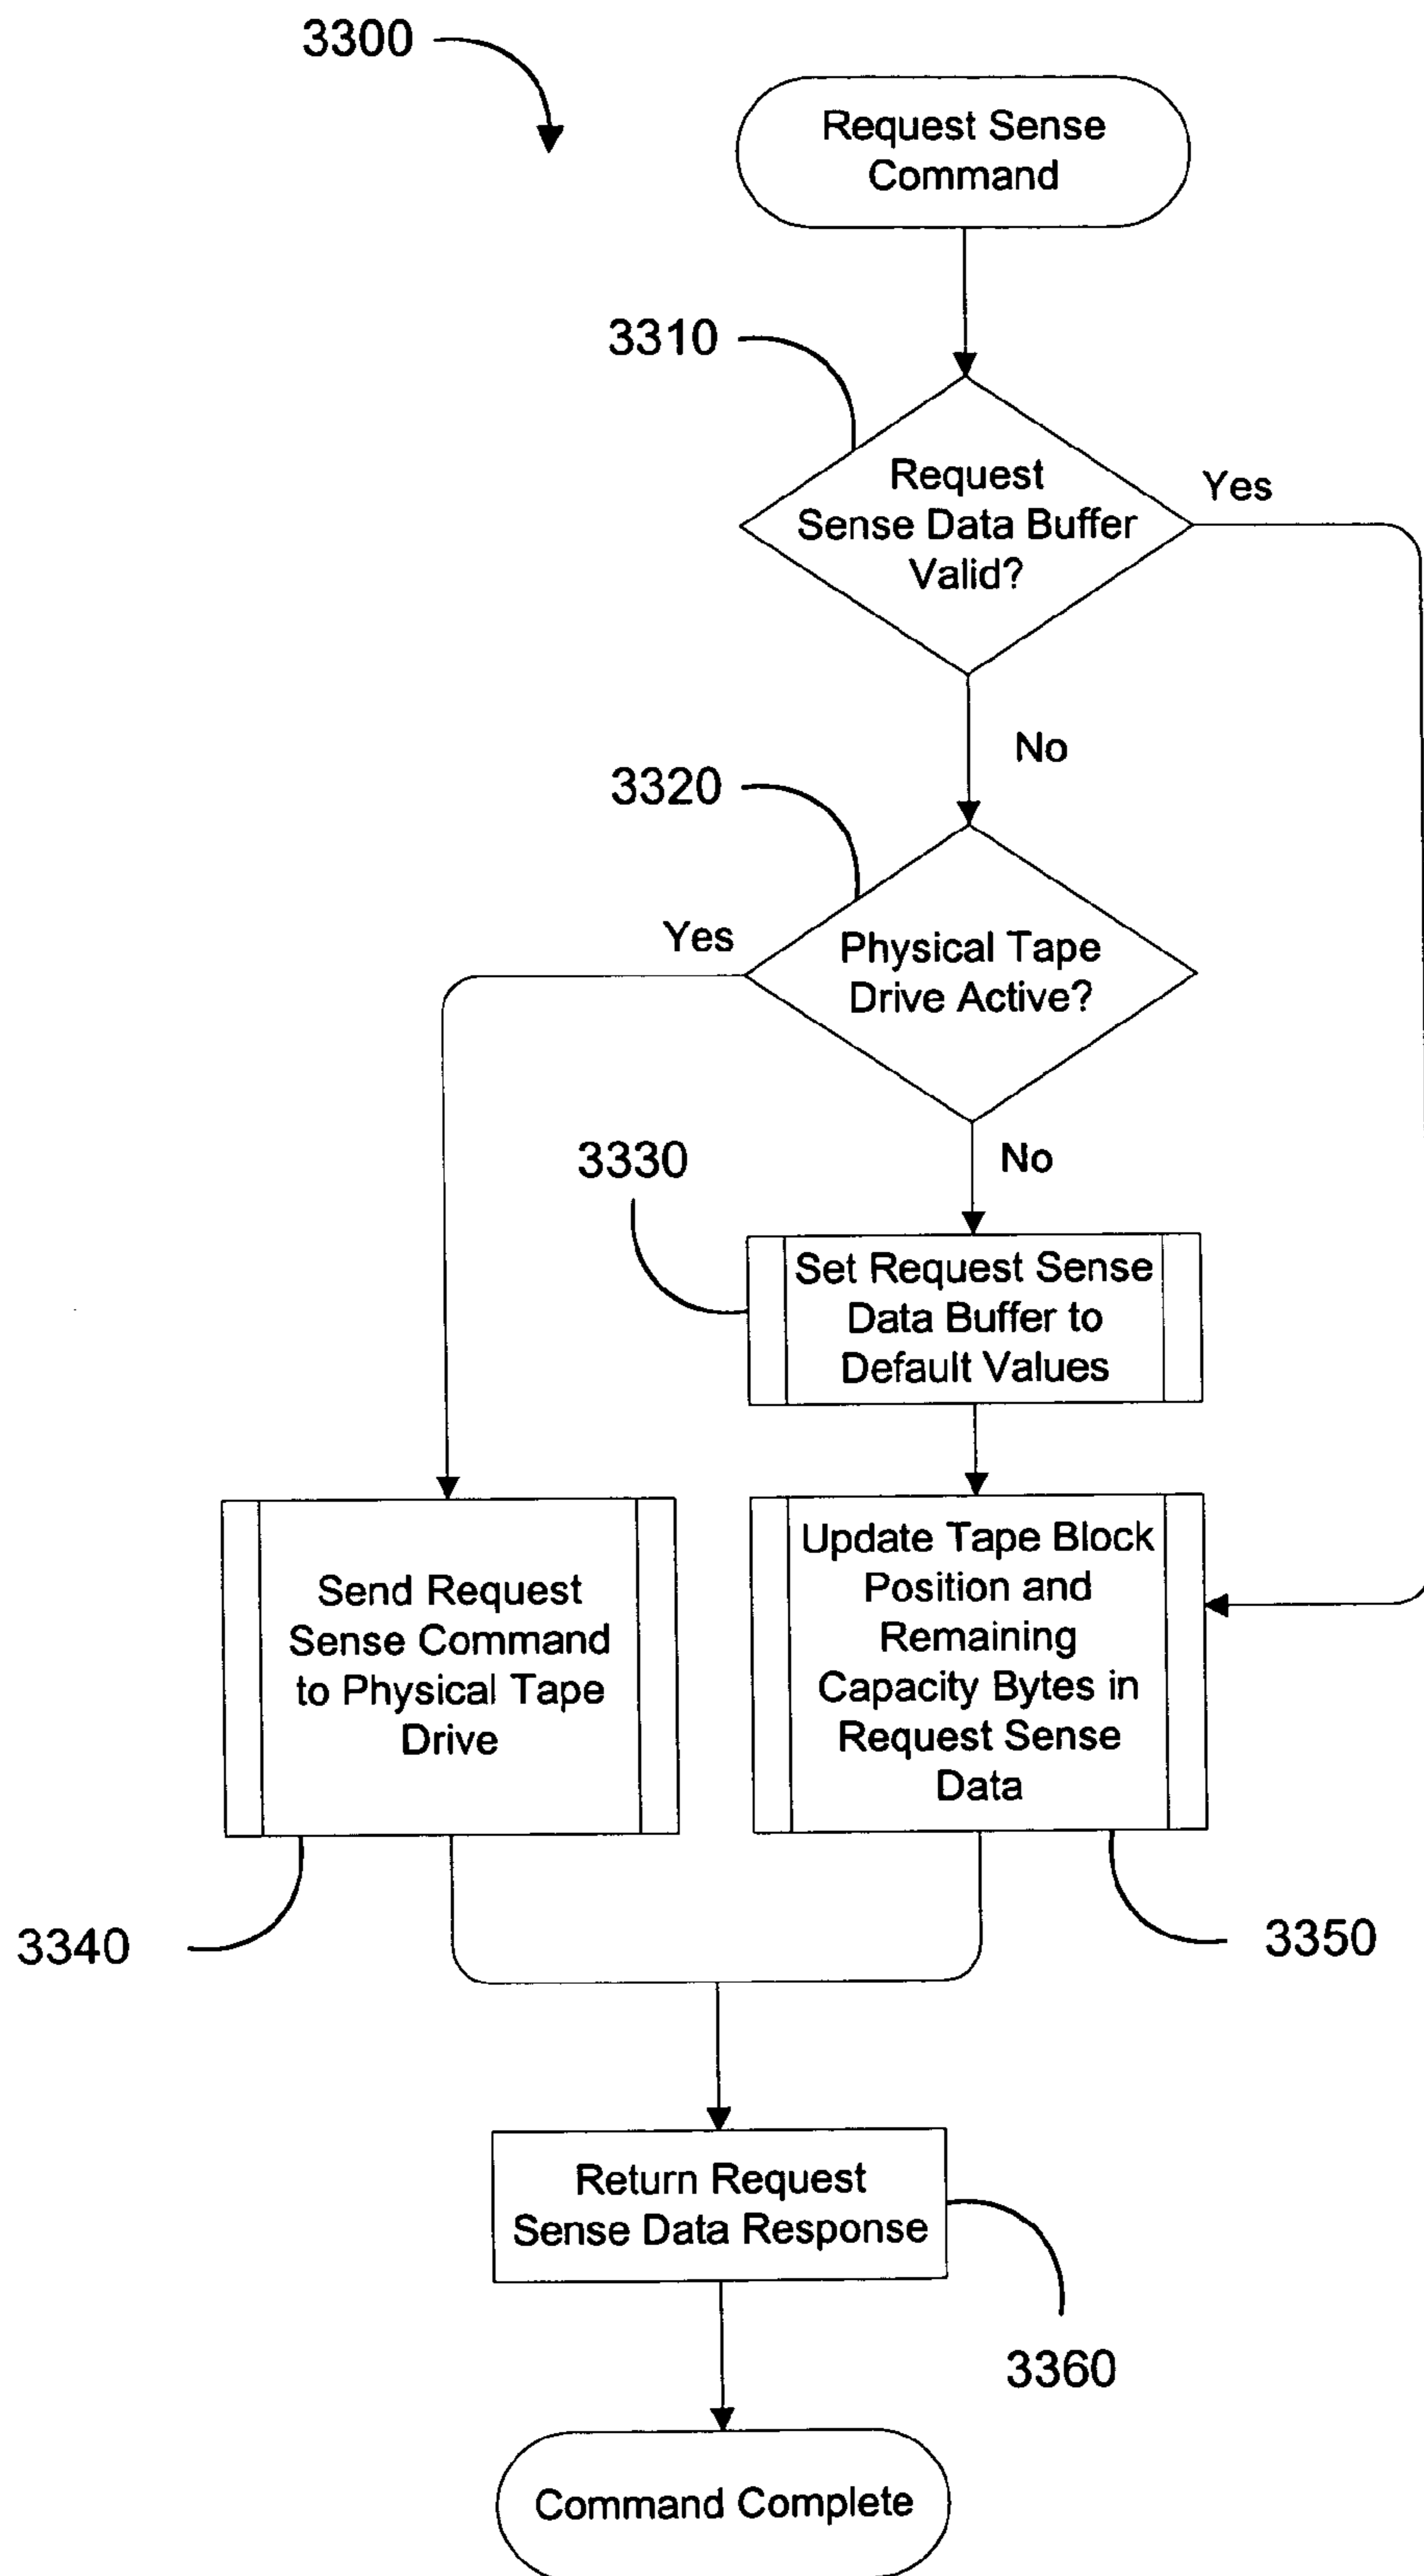 3300
Request Sense
Command
3310
Request
Sense Data Buffer
Valid?
Yes
No
3320
Yes
Physical Tape
Drive Active?
No
3330
Set Request Sense
Data Buffer to
Default Values
Send Request
Sense Command
to Physical Tape
Drive
Update Tape Block
Position and
Remaining
Capacity Bytes in
Request Sense
Data
3340
3350
Return Request
Sense Data Response
3360
Command Complete